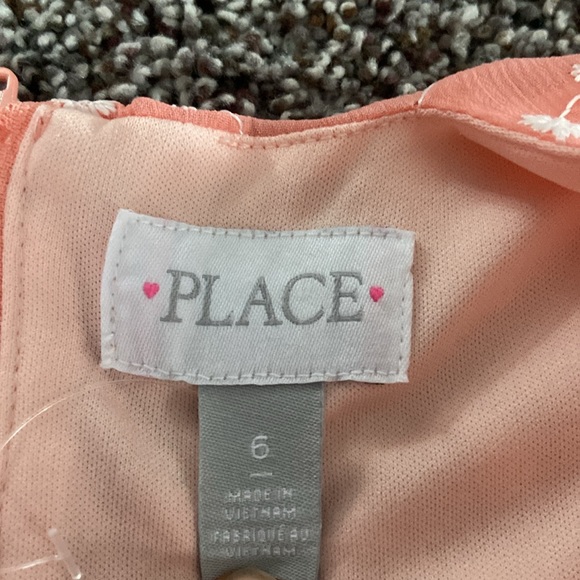 PLACE
6
MADE IN
VIETNAM
FABRIQUÉ AU
VIETNAM